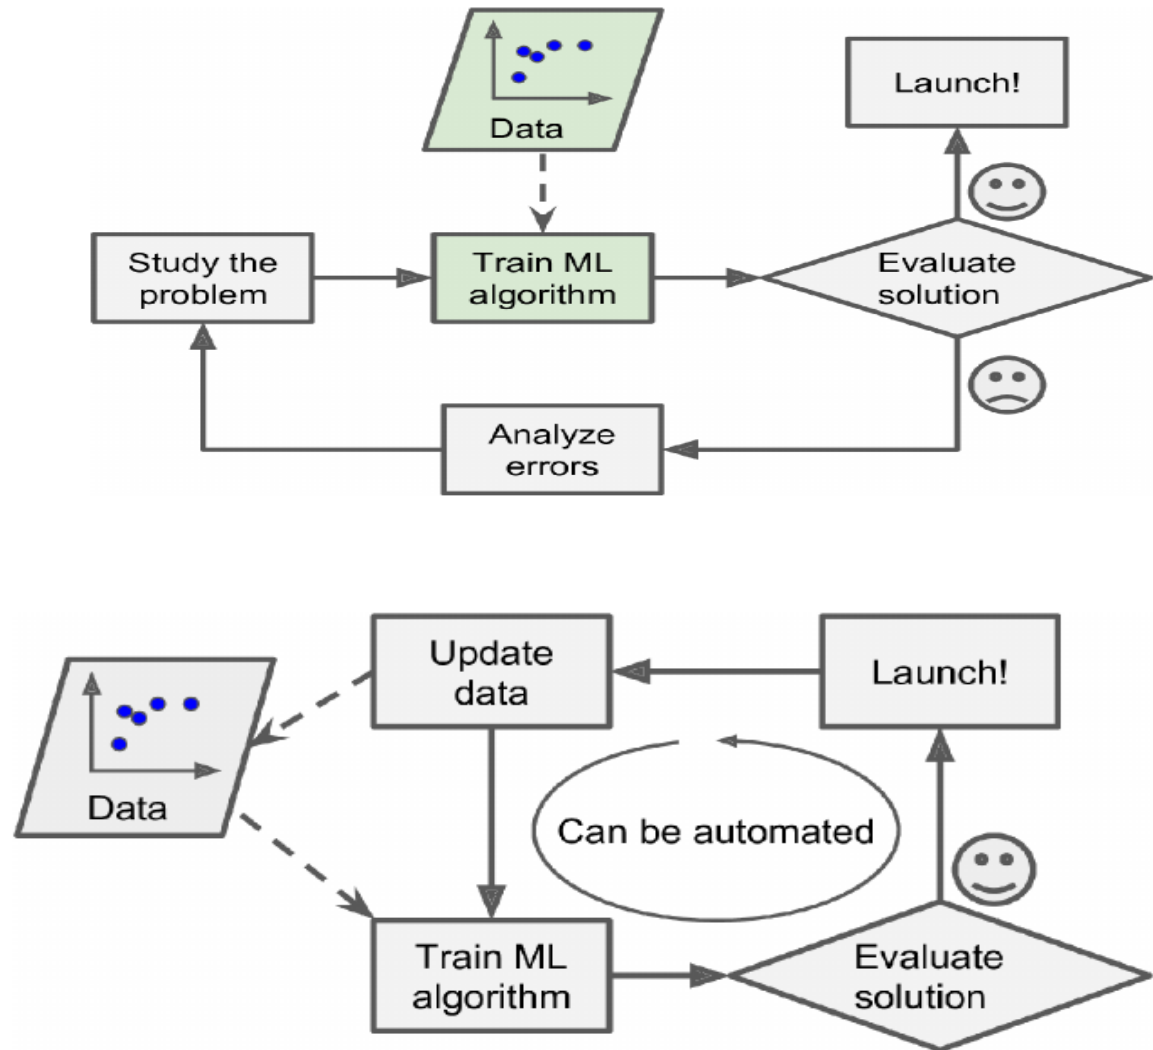 Data
Launch!
Study the
problem
Train ML
algorithm
Evaluate
solution
Analyze
errors
Update
data
Launch!
Data
Can be automated
Train ML
algorithm
Evaluate
solution